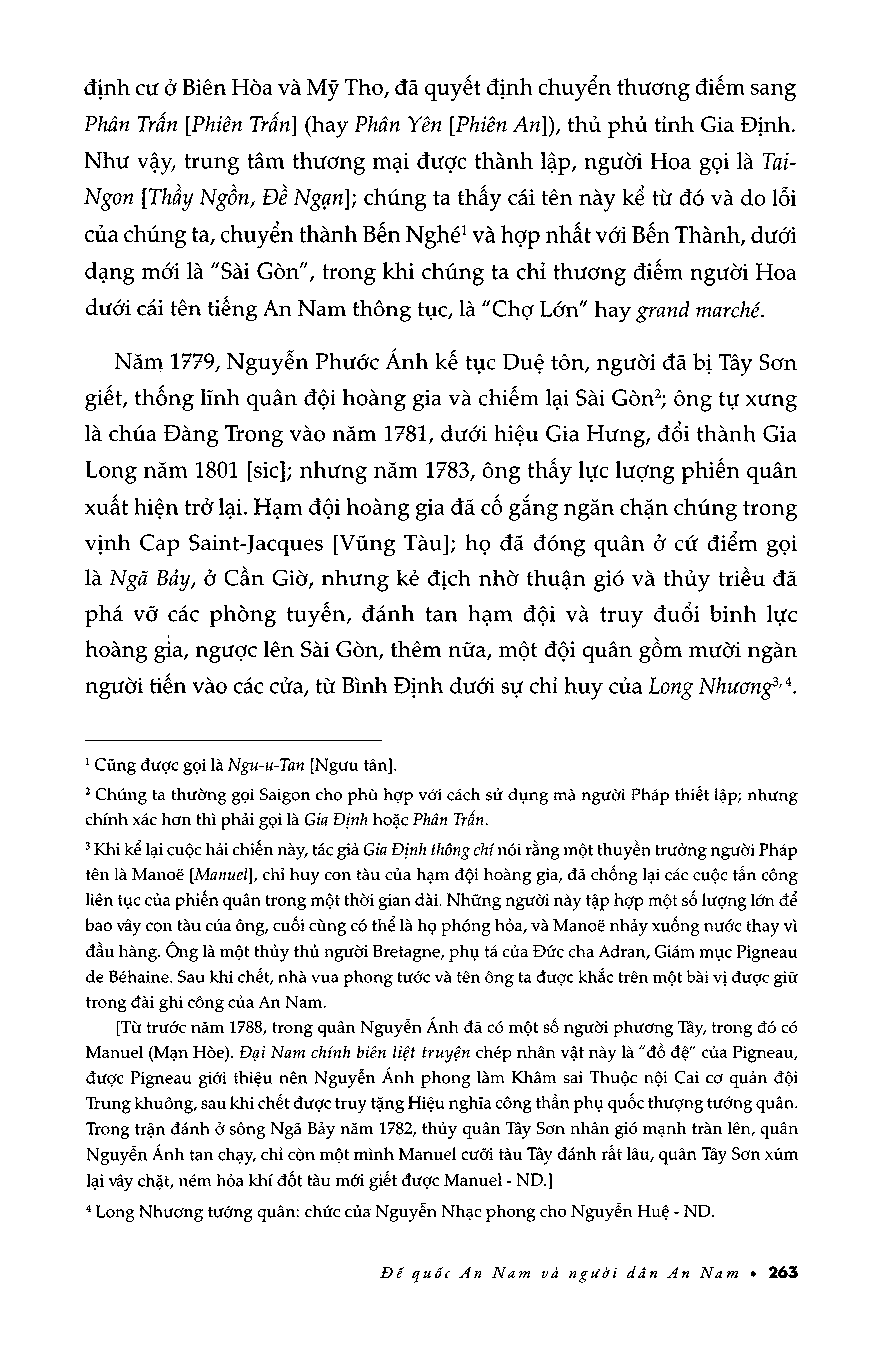 định cư ở Biên Hòa và Mỹ Tho, đã quyết định chuyển thương điếm sang
Phân Trấn [Phiên Trấn] (hay Phân Yên [Phiên An]), thủ phủ tỉnh Gia Định.
Như vậy, trung tâm thương mại được thành lập, người Hoa gọi là Tai-
Ngon [Thầy Ngồn, Đề Ngạn]; chúng ta thấy cái tên này kể từ đó và do lỗi
của chúng ta, chuyển thành Bến Nghé¹ và hợp nhất với Bến Thành, dưới
dạng mới là "Sài Gòn", trong khi chúng ta chỉ thương điếm người Hoa
dưới cái tên tiếng An Nam thông tục, là "Chợ Lớn" hay grand marché.
Năm 1779, Nguyễn Phước Ánh kế tục Duệ tôn, người đã bị Tây Sơn
giết, thống lĩnh quân đội hoàng gia và chiếm lại Sài Gòn²; ông tự xưng
là chúa Đàng Trong vào năm 1781, dưới hiệu Gia Hưng, đổi thành Gia
Long năm 1801 [sic]; nhưng năm 1783, ông thấy lực lượng phiến quân
xuất hiện trở lại. Hạm đội hoàng gia đã cố gắng ngăn chặn chúng trong
vịnh Cap Saint-Jacques [Vũng Tàu]; họ đã đóng quân ở cứ điểm gọi
là Ngã Bảy, ở Cần Giờ, nhưng kẻ địch nhờ thuận gió và thủy triều đã
phá vỡ các phòng tuyến, đánh tan hạm đội và truy đuổi binh lực
hoàng gia, ngược lên Sài Gòn, thêm nữa, một đội quân gồm mười ngàn
người tiến vào các cửa, từ Bình Định dưới sự chỉ huy của Long Nhương³,⁴.
¹ Cũng được gọi là Ngu-u-Tan [Ngưu tân].
² Chúng ta thường gọi Saigon cho phù hợp với cách sử dụng mà người Pháp thiết lập; nhưng
chính xác hơn thì phải gọi là Gia Định hoặc Phân Trấn.
³ Khi kể lại cuộc hải chiến này, tác giả Gia Định thông chí nói rằng một thuyền trưởng người Pháp
tên là Manoë [Manuel], chỉ huy con tàu của hạm đội hoàng gia, đã chống lại các cuộc tấn công
liên tục của phiến quân trong một thời gian dài. Những người này tập hợp một số lượng lớn để
bao vây con tàu của ông, cuối cùng có thể là họ phóng hỏa, và Manoë nhảy xuống nước thay vì
đầu hàng. Ông là một thủy thủ người Bretagne, phụ tá của Đức cha Adran, Giám mục Pigneau
de Béhaine. Sau khi chết, nhà vua phong tước và tên ông ta được khắc trên một bài vị được giữ
trong đài ghi công của An Nam.
[Từ trước năm 1788, trong quân Nguyễn Ánh đã có một số người phương Tây, trong đó có
Manuel (Mạn Hòe). Đại Nam chính biên liệt truyện chép nhân vật này là "đồ đệ" của Pigneau,
được Pigneau giới thiệu nên Nguyễn Ánh phong làm Khâm sai Thuộc nội Cai cơ quản đội
Trung khuông, sau khi chết được truy tặng Hiệu nghĩa công thần phụ quốc thượng tướng quân.
Trong trận đánh ở sông Ngã Bảy năm 1782, thủy quân Tây Sơn nhân gió mạnh tràn lên, quân
Nguyễn Ánh tan chạy, chỉ còn một mình Manuel cưỡi tàu Tây đánh rất lâu, quân Tây Sơn xúm
lại vây chặt, ném hỏa khí đốt tàu mới giết được Manuel - ND.]
⁴ Long Nhương tướng quân: chức của Nguyễn Nhạc phong cho Nguyễn Huệ - ND.
Đế quốc An Nam và người dân An Nam • 263